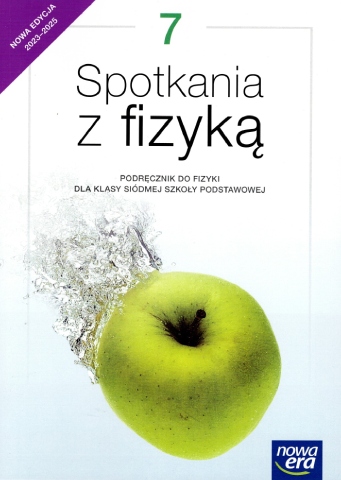 NOWA EDYCJA
2023–2025
7
Spotkania
z fizyką
PODRĘCZNIK DO FIZYKI
DLA KLASY SIÓDMEJ SZKOŁY PODSTAWOWEJ
nowa
era